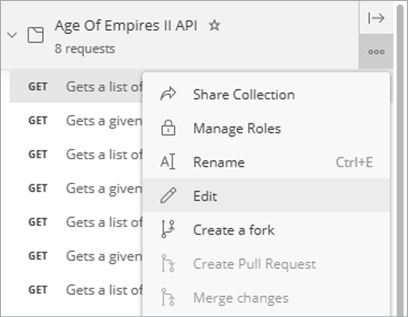 Age Of Empires II API
8 requests
GET Gets a list of
Share Collection
GET Gets a given
Manage Roles
GET Gets a list of
Rename Ctrl+E
GET Gets a given
Edit
GET Gets a list of
Create a fork
GET Gets a given
Create Pull Request
GET Gets a list of
Merge changes